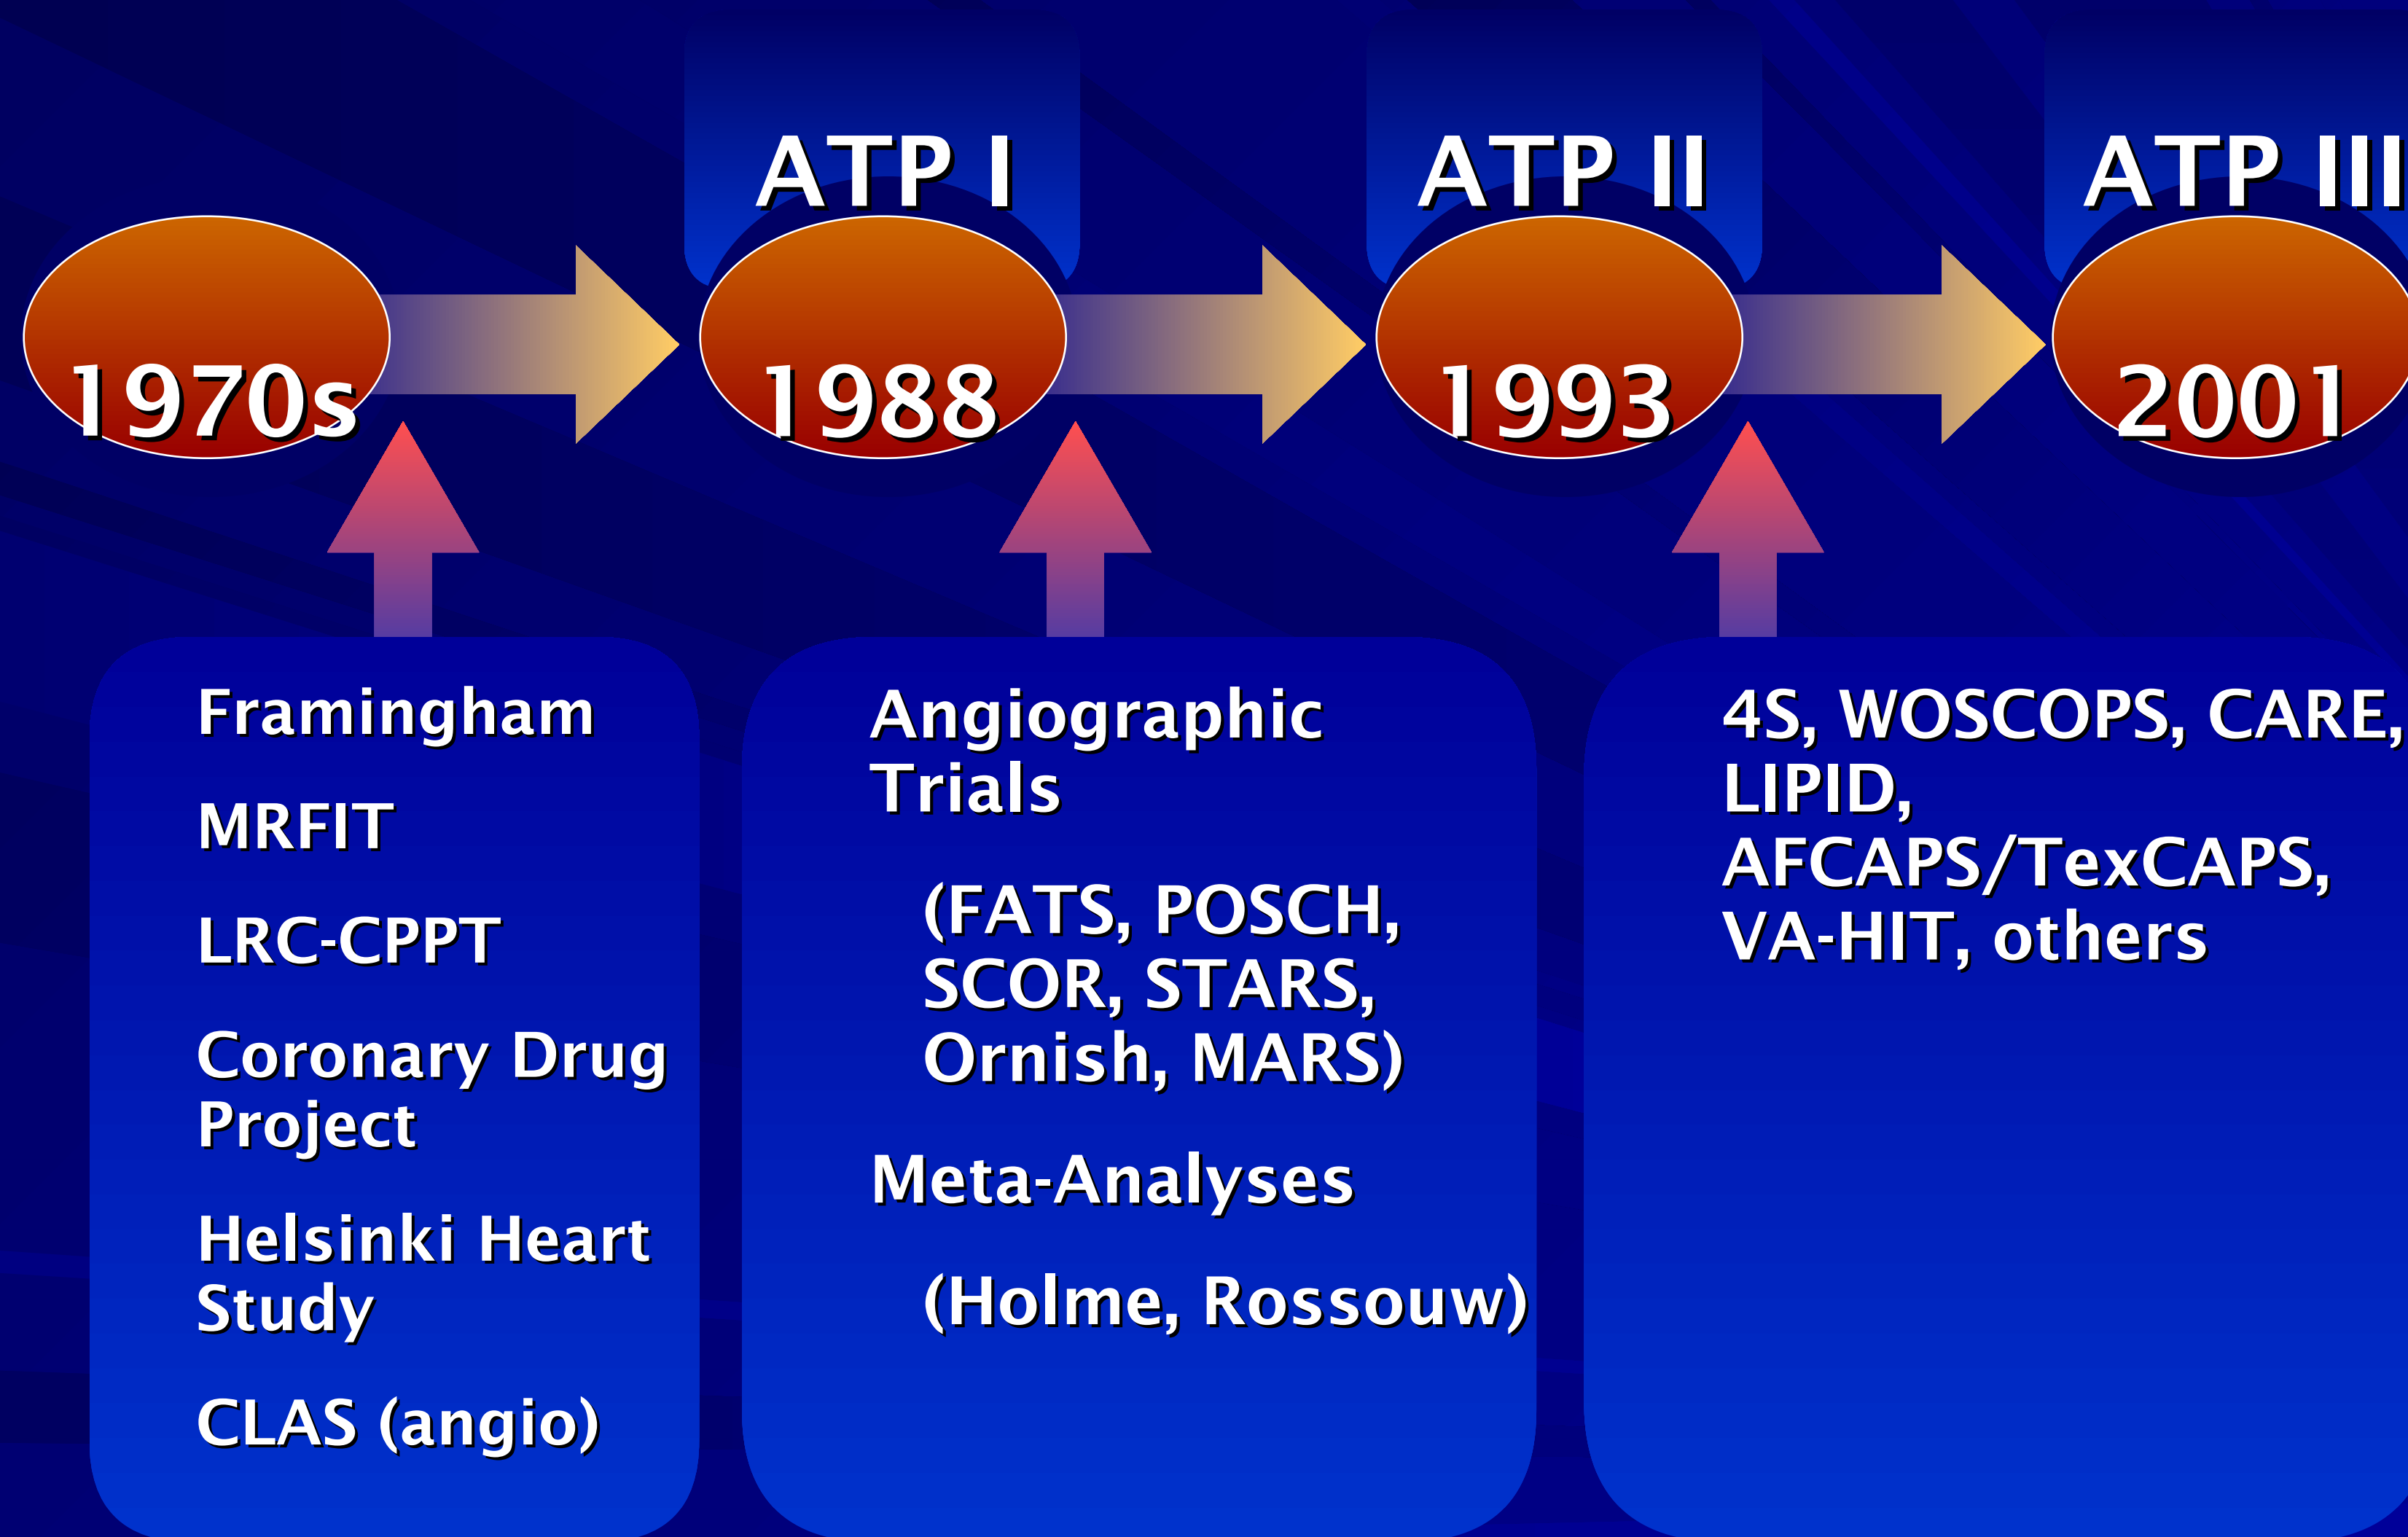 ATP I
ATP II
ATP III
1970s
1988
1993
2001
Framingham
MRFIT
LRC-CPPT
Coronary Drug
Project
Helsinki Heart
Study
CLAS (angio)
Angiographic
Trials
(FATS, POSCH,
SCOR, STARS,
Ornish, MARS)
Meta-Analyses
(Holme, Rossouw)
4S, WOSCOPS, CARE,
LIPID,
AFCAPS/TexCAPS,
VA-HIT, others